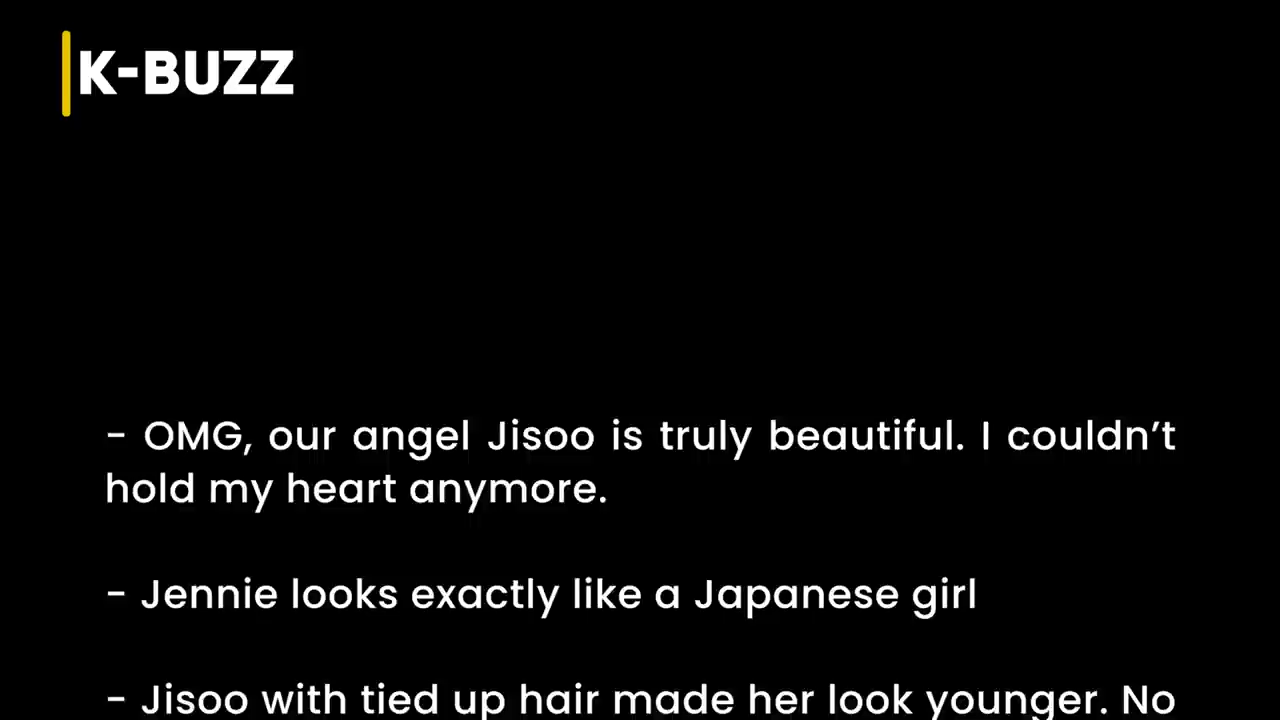 K-BUZZ
- OMG, our angel Jisoo is truly beautiful. I couldn’t
hold my heart anymore.
- Jennie looks exactly like a Japanese girl
- Jisoo with tied up hair made her look younger. No